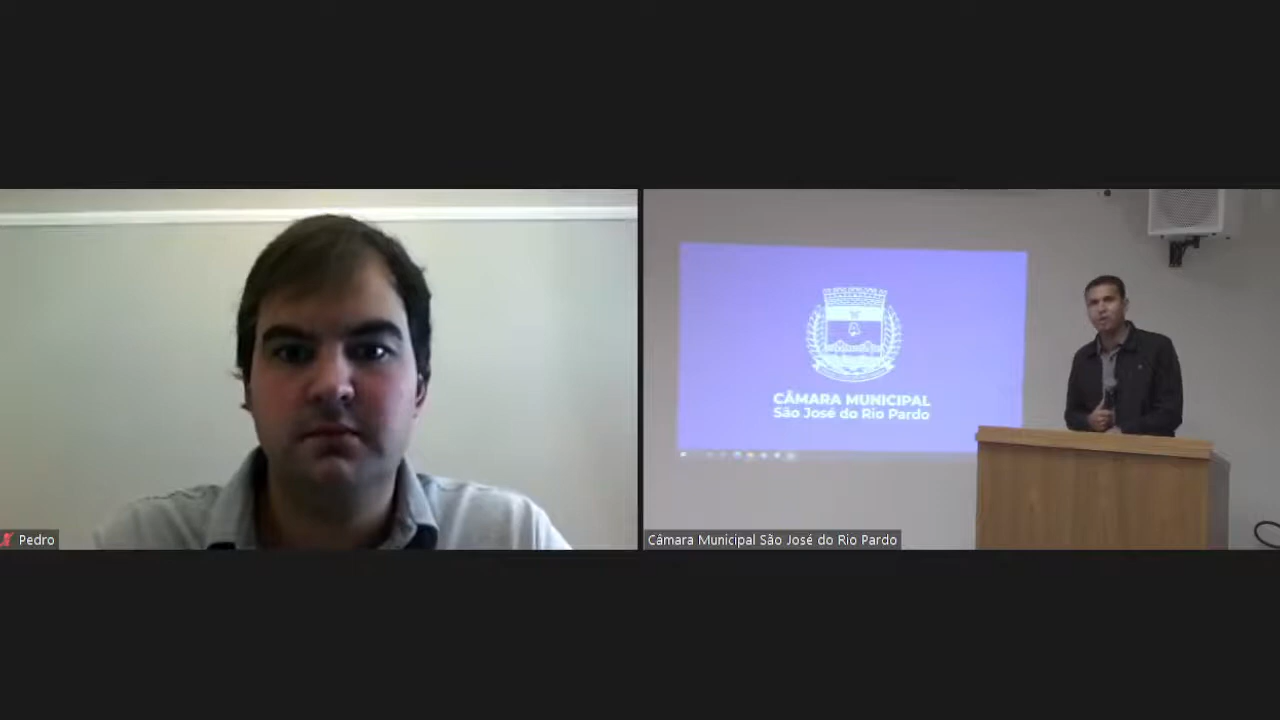 CÂMARA MUNICIPAL
São José do Rio Pardo
Pedro
Câmara Municipal São José do Rio Pardo